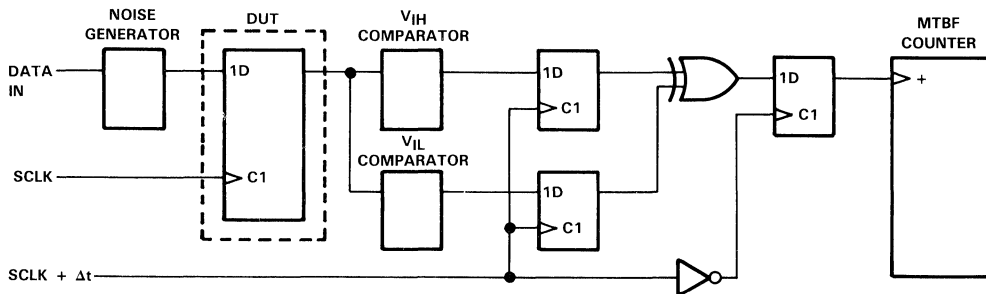 NOISE
GENERATOR
DUT
V_IH
COMPARATOR
MTBF
COUNTER
DATA
IN
1D
1D
1D
+
C1
C1
V_IL
COMPARATOR
SCLK
C1
1D
C1
SCLK + Δt